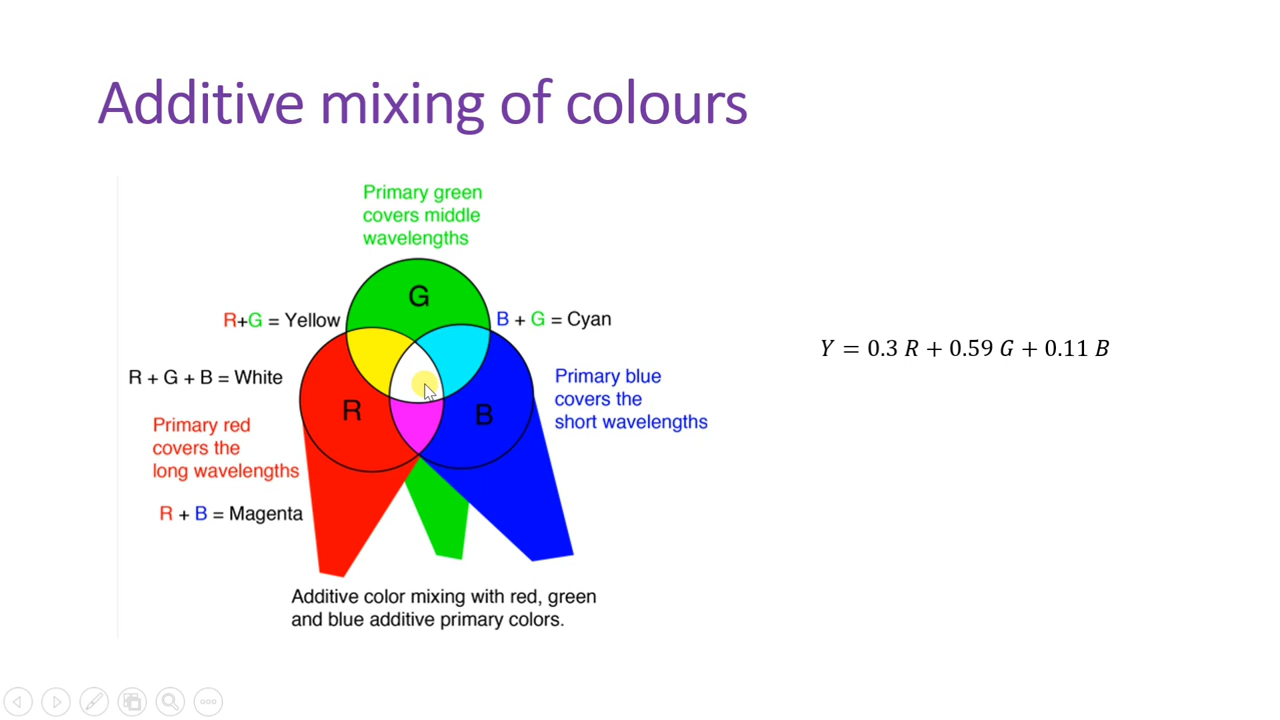 Additive mixing of colours
Primary green
covers middle
wavelengths
G
R+G = Yellow
B + G = Cyan
R + G + B = White
Y = 0.3 R + 0.59 G + 0.11 B
Primary blue
covers the
short wavelengths
R
B
Primary red
covers the
long wavelengths
R + B = Magenta
Additive color mixing with red, green
and blue additive primary colors.